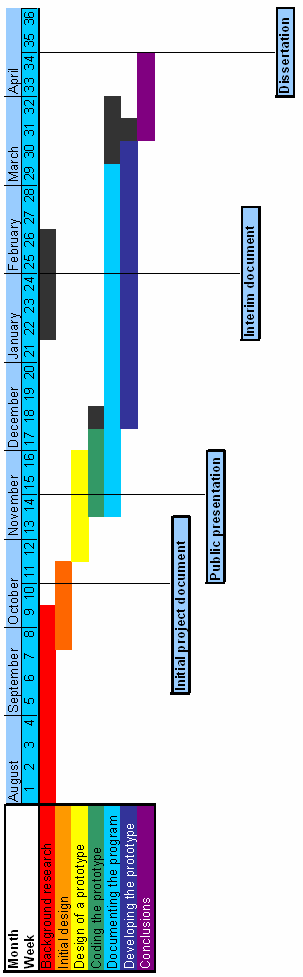 Month August September October November December January February March April
Week 1 2 3 4 5 6 7 8 9 10 11 12 13 14 15 16 17 18 19 20 21 22 23 24 25 26 27 28 29 30 31 32 33 34 35 36
Background research
Initial design
Design of a prototype
Coding the prototype
Documenting the program
Developing the prototype
Conclusions
Initial project document
Public presentation
Interim document
Dissertation